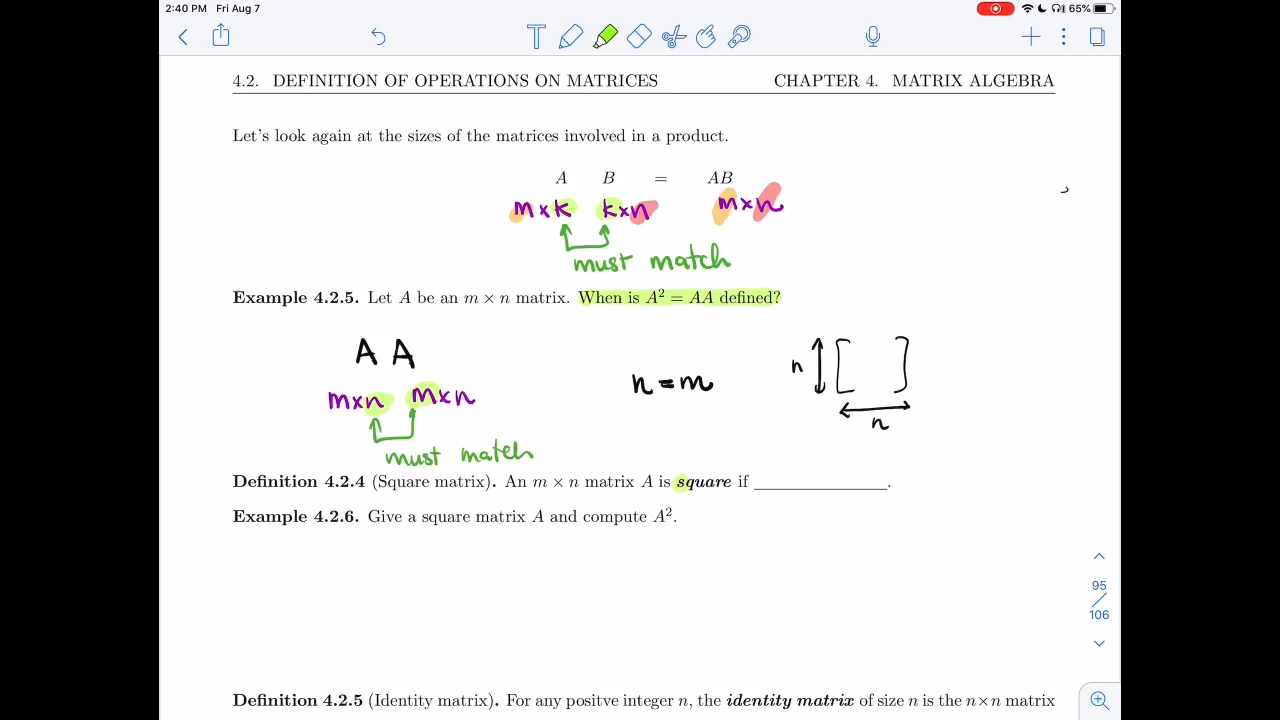 2:40 PM Fri Aug 7 65%
4.2. DEFINITION OF OPERATIONS ON MATRICES CHAPTER 4. MATRIX ALGEBRA
Let's look again at the sizes of the matrices involved in a product.
A B = AB
m × k k × n m × n
must match
Example 4.2.5. Let A be an m × n matrix. When is A² = AA defined?
A A
m × n m × n
must match
n = m
n [ ]
n
Definition 4.2.4 (Square matrix). An m × n matrix A is square if _______________.
Example 4.2.6. Give a square matrix A and compute A².
95
106
Definition 4.2.5 (Identity matrix). For any positve integer n, the identity matrix of size n is the n×n matrix